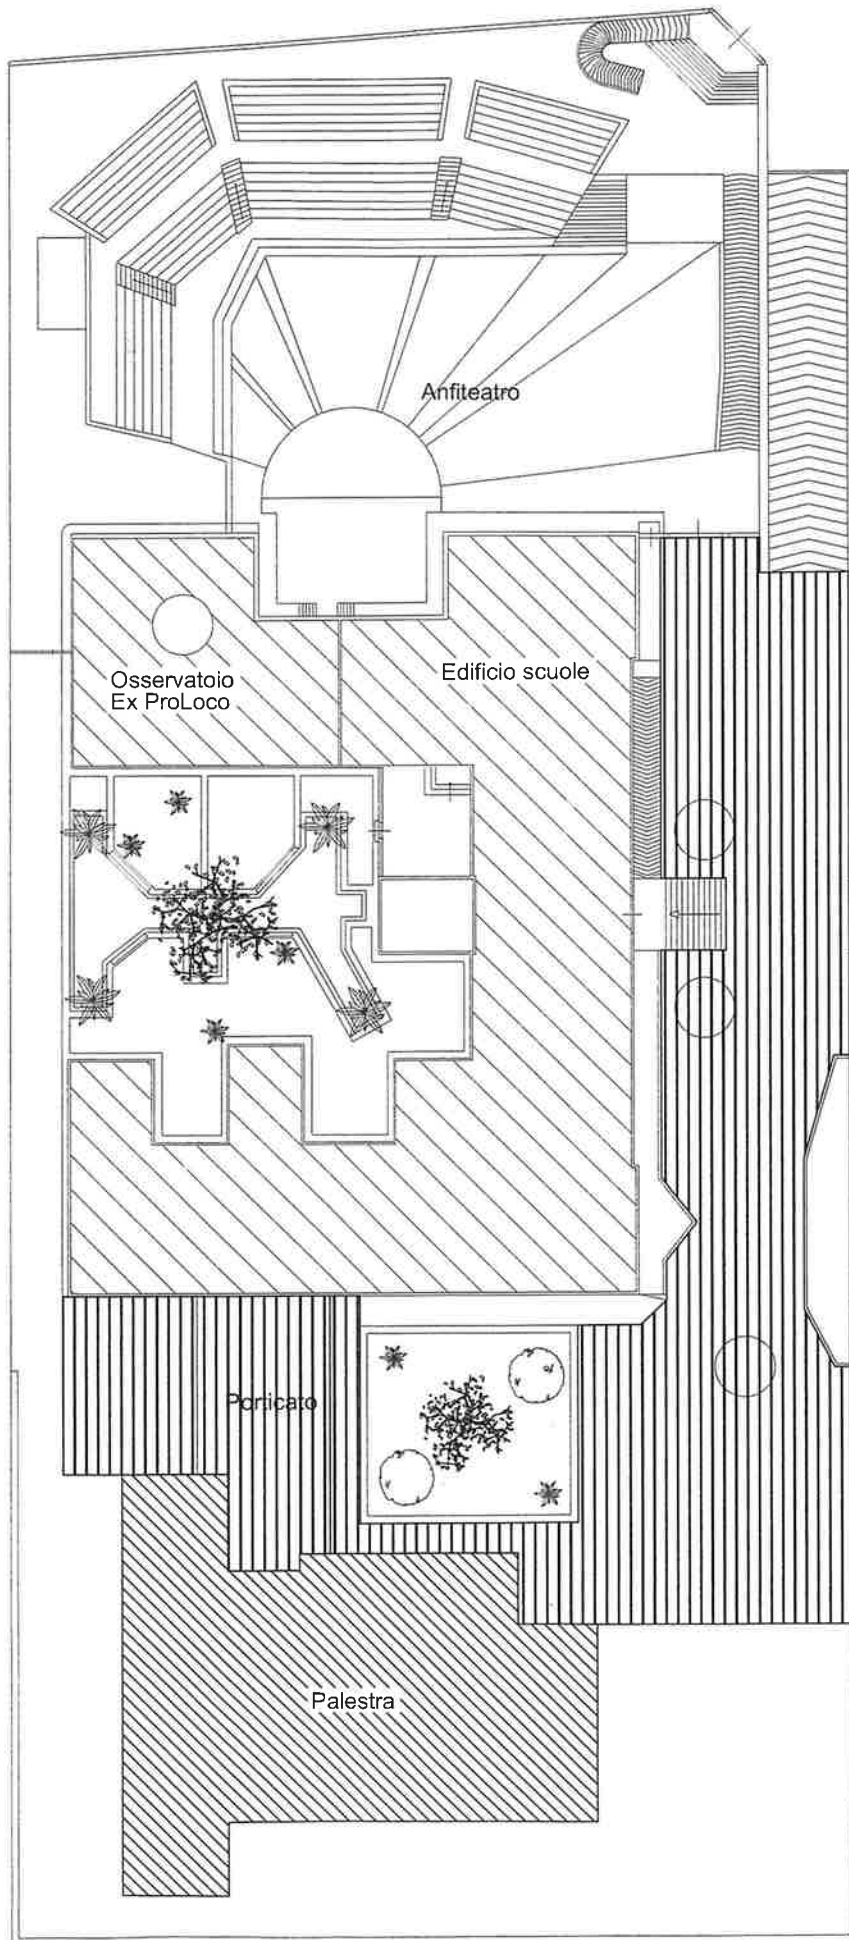 Anfiteatro
Osservatoio
Ex ProLoco
Edificio scuole
Porticato
Palestra